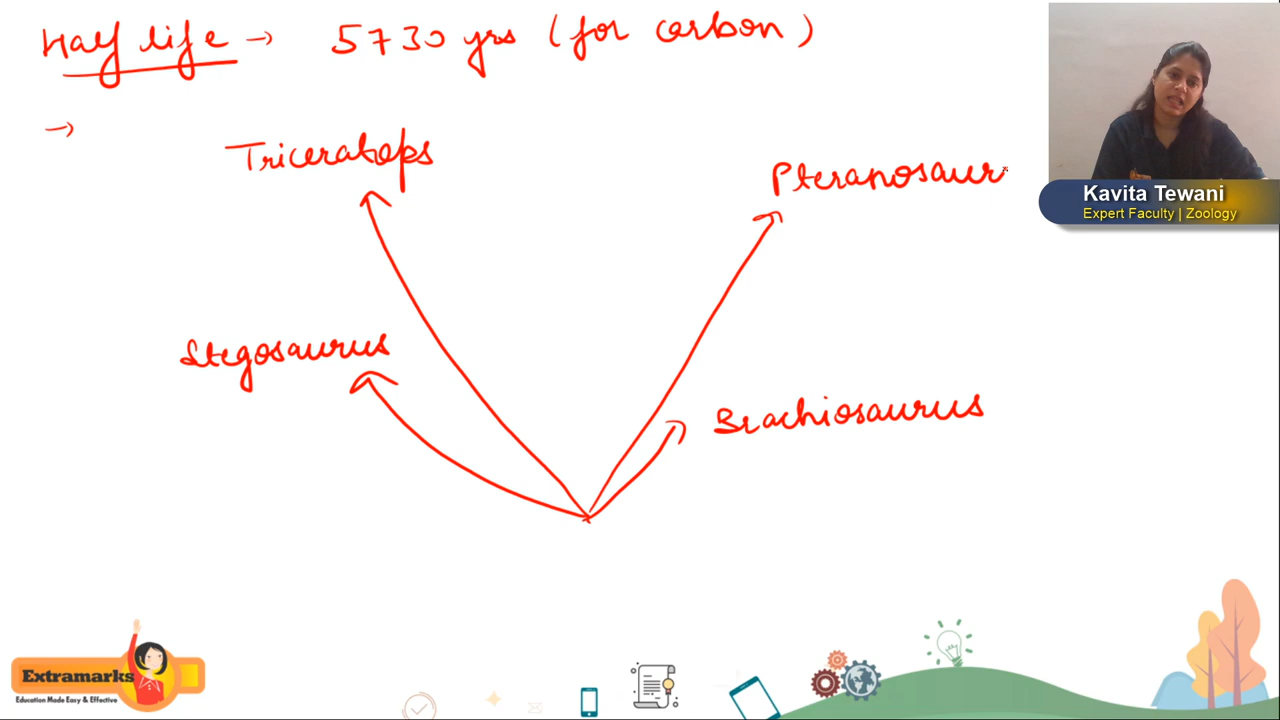 Half life → 5730 yrs (for carbon)
→
Triceratops
Pteranosaur
Kavita Tewani
Expert Faculty | Zoology
Stegosaurus
Brachiosaurus
Extramarks
Education Made Easy & Effective